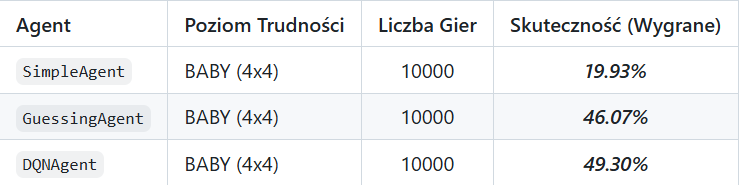 Agent Poziom Trudności Liczba Gier Skuteczność (Wygrane)
SimpleAgent BABY (4x4) 10000 19.93%
GuessingAgent BABY (4x4) 10000 46.07%
DQNAgent BABY (4x4) 10000 49.30%